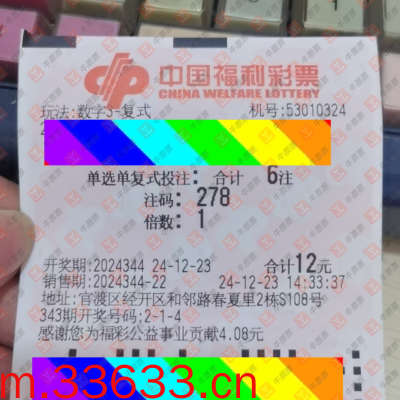 中国福利彩票
CHINA WELFARE LOTTERY
玩法:数字3-复式 机号:53010324
单选单复式投注: 合计 6注
注码: 278
倍数: 1
开奖期:2024344 24-12-23 合计12元
销售期:2024344-22 24-12-23 14:33:37
地址:官渡区经开区和邻路春夏里2栋S108号
343期开奖号码:2-1-4
感谢您为福彩公益事业贡献4.08元
m.33633.cn